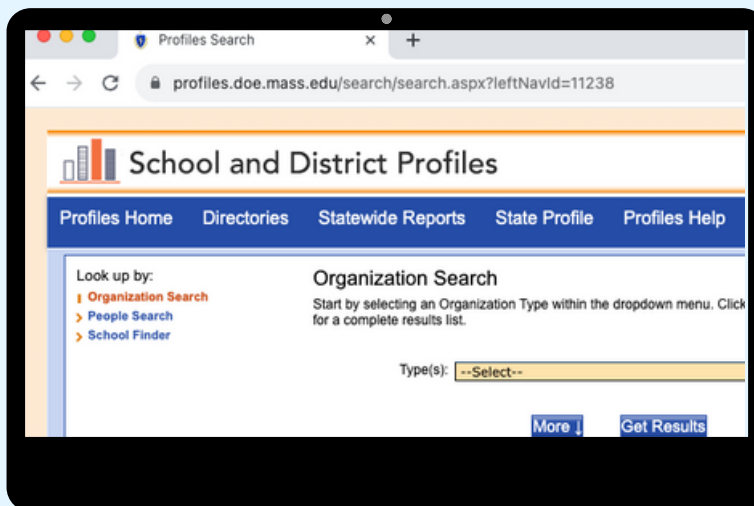 Profiles Search × +
profiles.doe.mass.edu/search/search.aspx?leftNavId=11238
School and District Profiles
Profiles Home Directories Statewide Reports State Profile Profiles Help
Look up by:
Organization Search
People Search
School Finder
Organization Search
Start by selecting an Organization Type within the dropdown menu. Click
for a complete results list.
Type(s): --Select--
More ↓ Get Results